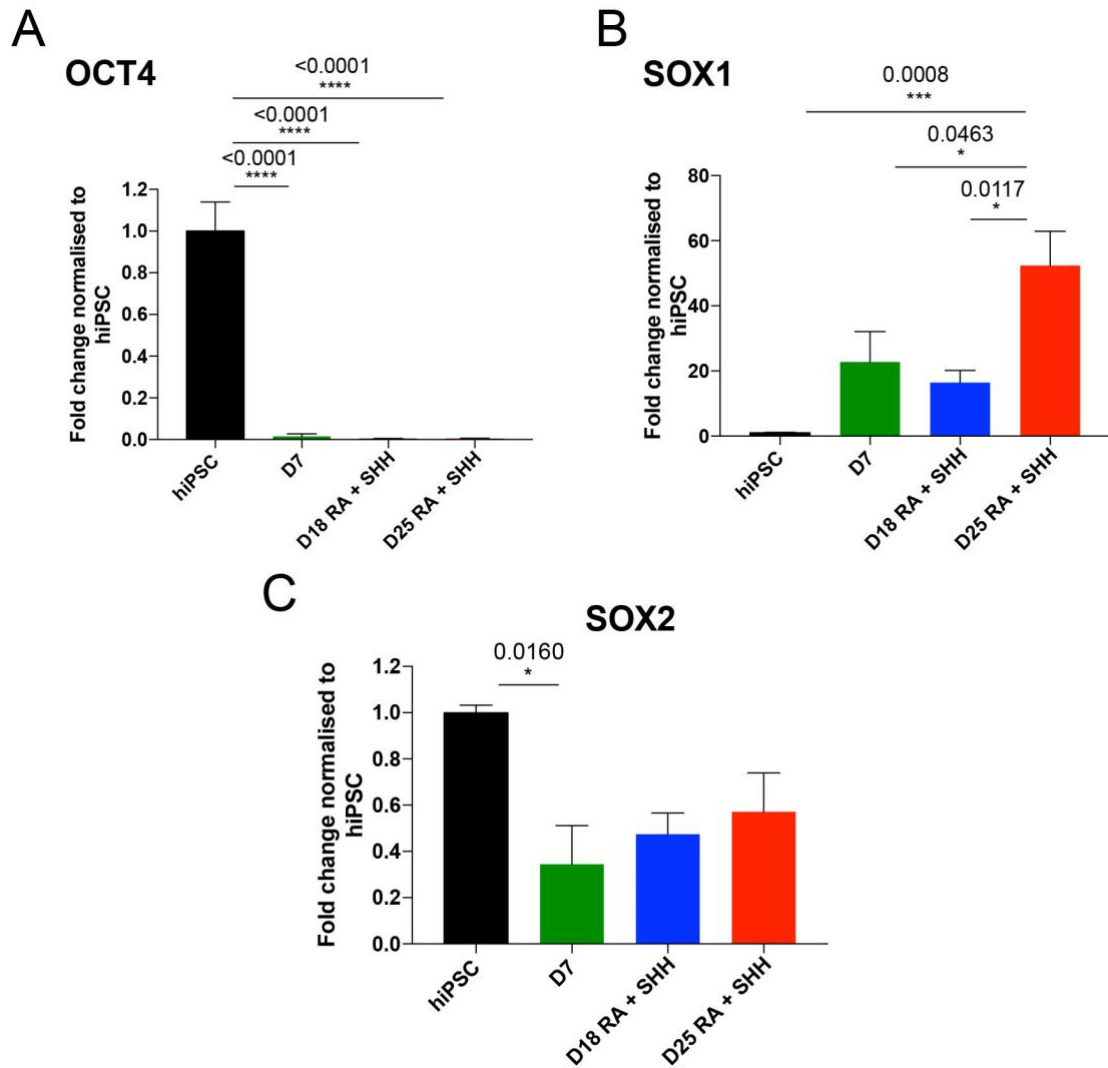 A
OCT4
<0.0001
****
<0.0001
****
<0.0001
****
Fold change normalised to
hiPSC
1.2
1.0
0.8
0.6
0.4
0.2
0.0
hiPSC
D7
D18 RA + SHH
D25 RA + SHH
B
SOX1
0.0008
***
0.0463
*
0.0117
*
Fold change normalised to
hiPSC
80
60
40
20
0
hiPSC
D7
D18 RA + SHH
D25 RA + SHH
C
SOX2
0.0160
*
Fold change normalised to
hiPSC
1.2
1.0
0.8
0.6
0.4
0.2
0.0
hiPSC
D7
D18 RA + SHH
D25 RA + SHH